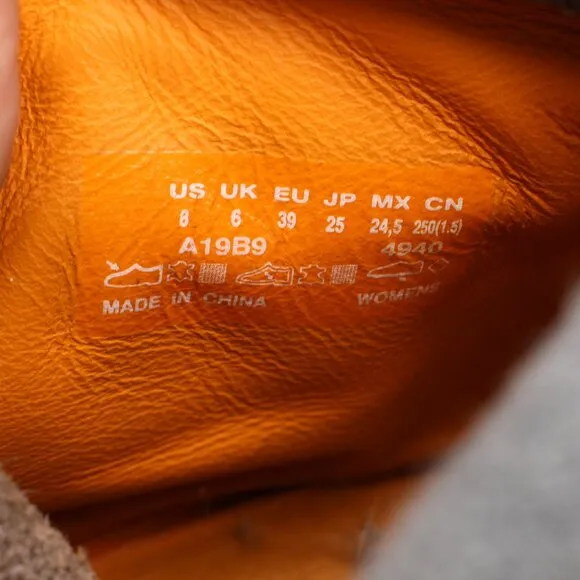 US UK EU JP MX CN
8 6 39 25 24,5 250(1.5)
A19B9 4940
MADE IN CHINA WOMENS